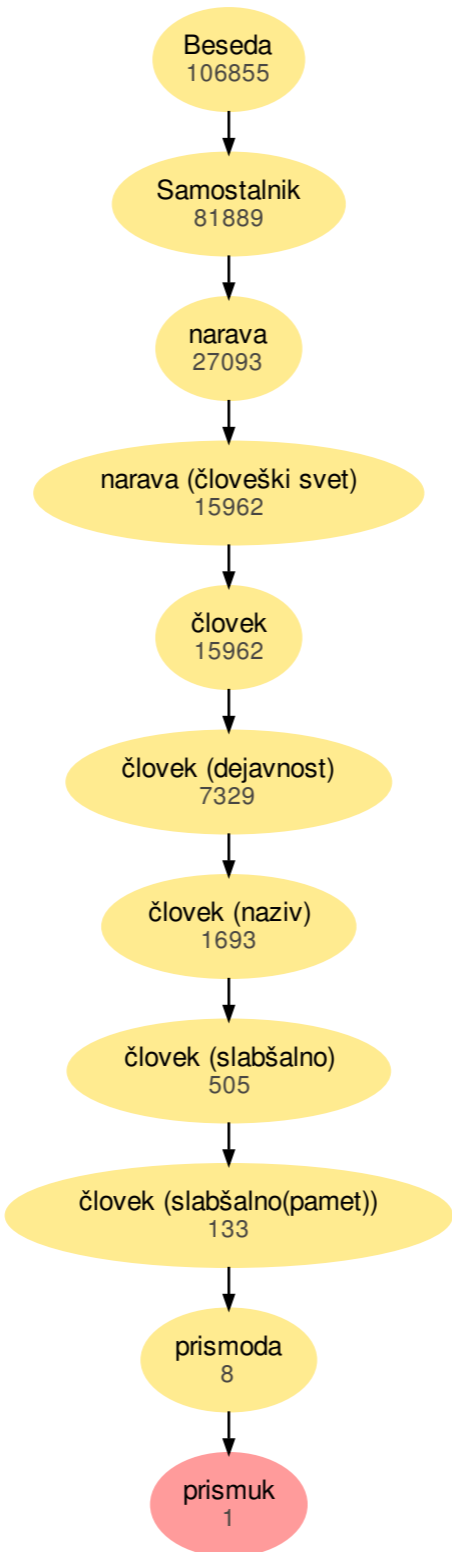 Beseda
106855
Samostalnik
81889
narava
27093
narava (človeški svet)
15962
človek
15962
človek (dejavnost)
7329
človek (naziv)
1693
človek (slabšalno)
505
človek (slabšalno(pamet))
133
prismoda
8
prismuk
1